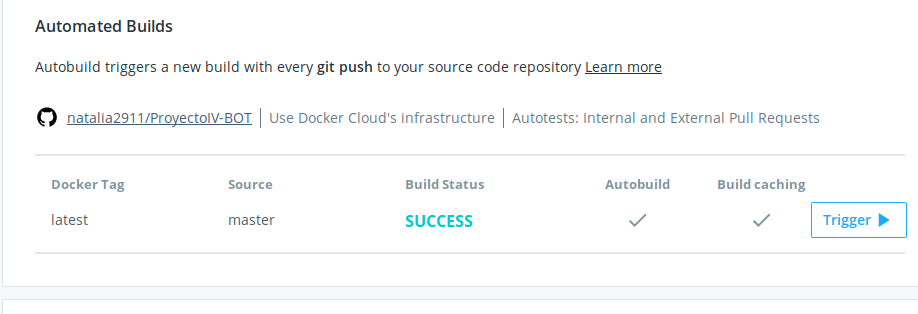 Automated Builds
Autobuild triggers a new build with every git push to your source code repository Learn more
natalia2911/ProyectoIV-BOT | Use Docker Cloud's infrastructure | Autotests: Internal and External Pull Requests
Docker Tag Source Build Status Autobuild Build caching
latest master SUCCESS Trigger